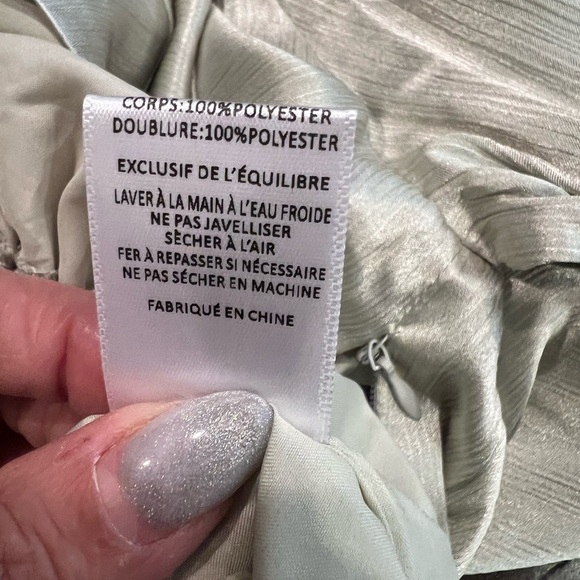 CORPS:100%POLYESTER
DOUBLURE:100%POLYESTER
EXCLUSIF DE L'ÉQUILIBRE
LAVER À LA MAIN À L'EAU FROIDE
NE PAS JAVELLISER
SÈCHER À L'AIR
FER À REPASSER SI NÉCESSAIRE
NE PAS SÉCHER EN MACHINE
FABRIQUÉ EN CHINE